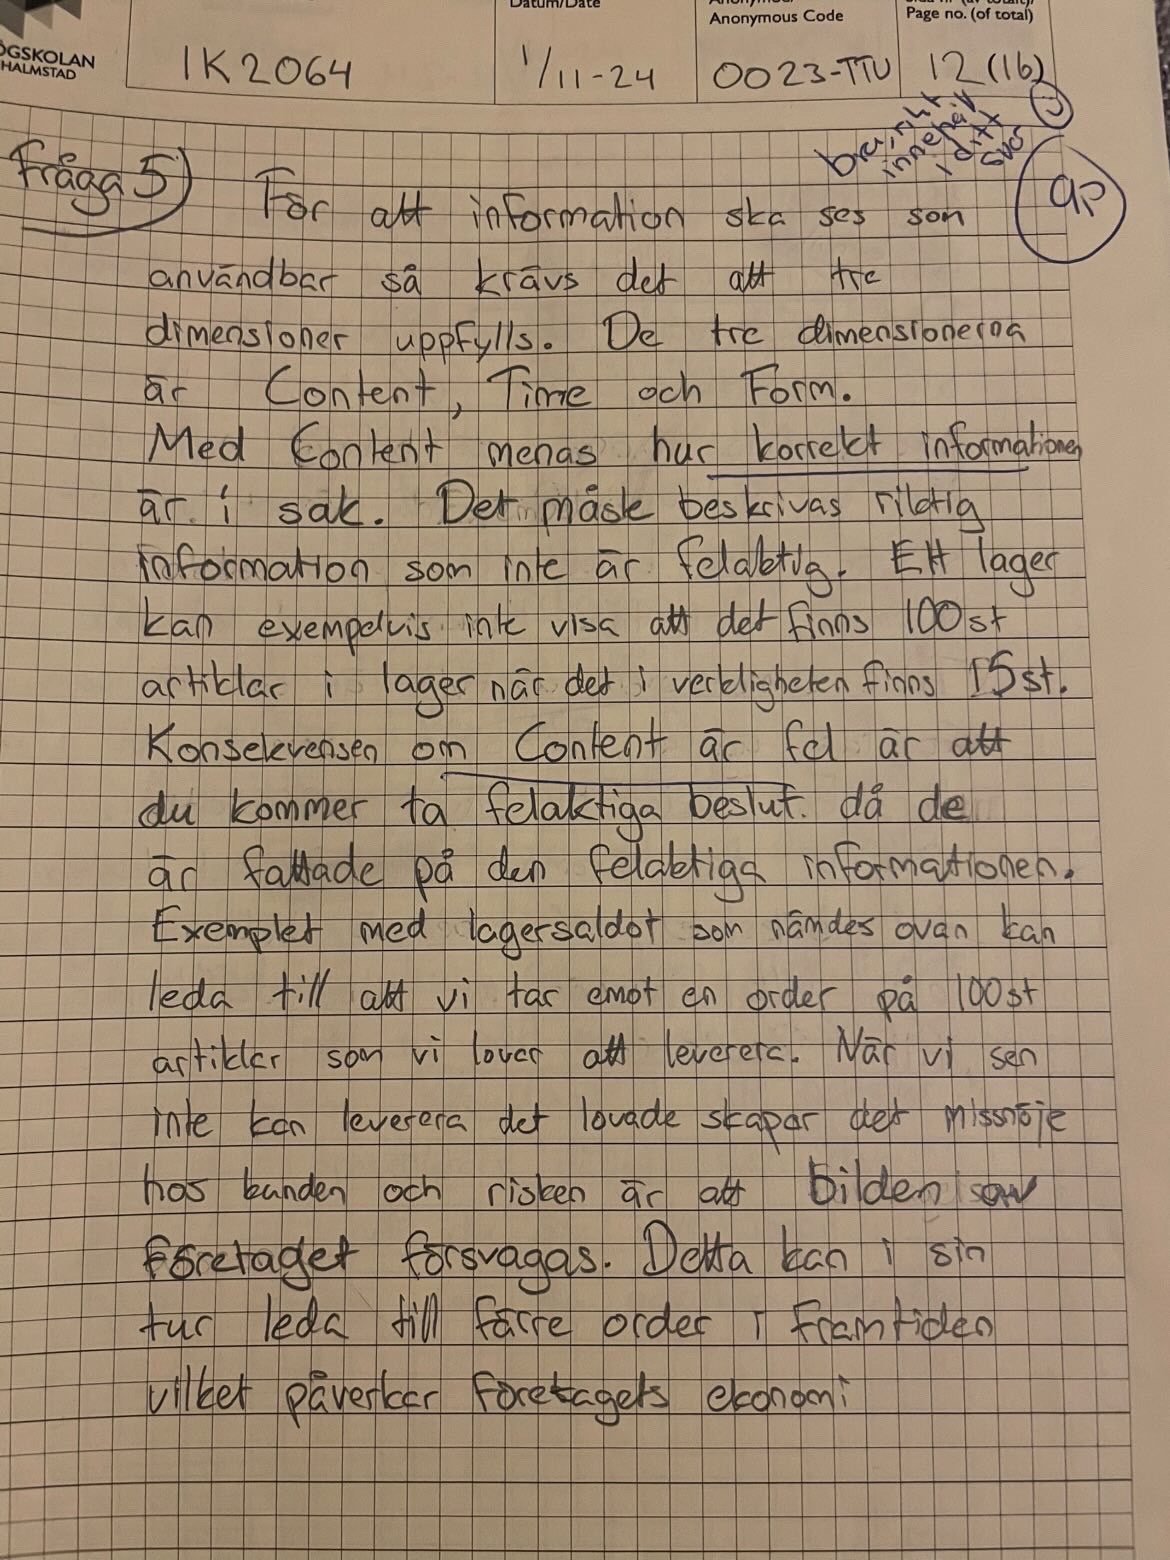 Datum/Date
Anonymous Code
Page no. (of total)
ÖGSKOLAN
HALMSTAD
IK2064
1/11-24
0023-TTU
12 (16)
bra, rikt
innehåll
i ditt
svar
9p
Fråga 5)
För att information ska ses som
användbar så krävs det att tre
dimensioner uppfylls. De tre dimensionerna
är Content, Time och Form.
Med Content menas hur korrekt informationen
är i sak. Det måste beskrivas riktig
information som inte är felaktig. Ett lager
kan exempelvis inte visa att det finns 100st
artiklar i lager när det i verkligheten finns 15st.
Konsekvensen om Content är fel är att
du kommer ta felaktiga beslut då de
är fattade på den felaktiga informationen.
Exemplet med lagersaldot som nämdes ovan kan
leda till att vi tar emot en order på 100st
artiklar som vi lovar att leverera. När vi sen
inte kan leverera det lovade skapar det missnöje
hos kunden och risken är att bilden av
företaget försvagas. Detta kan i sin
tur leda till färre order i framtiden
vilket påverkar företagets ekonomi